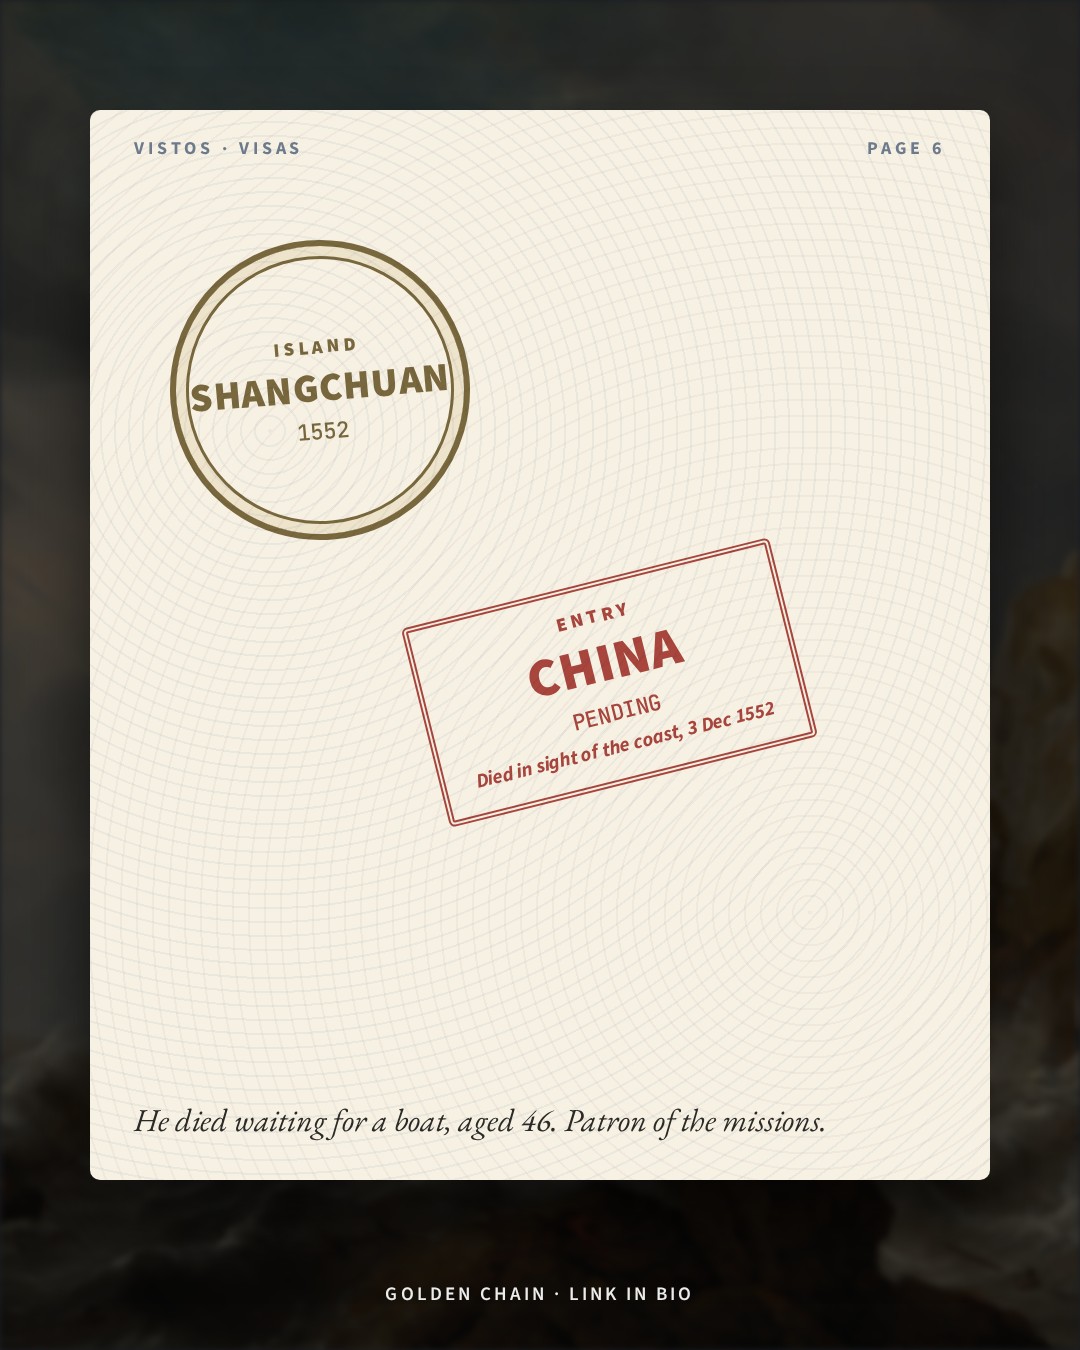 VISTOS · VISAS
PAGE 6
ISLAND
SHANGCHUAN
1552
ENTRY
CHINA
PENDING
Died in sight of the coast, 3 Dec 1552
He died waiting for a boat, aged 46. Patron of the missions.
GOLDEN CHAIN · LINK IN BIO